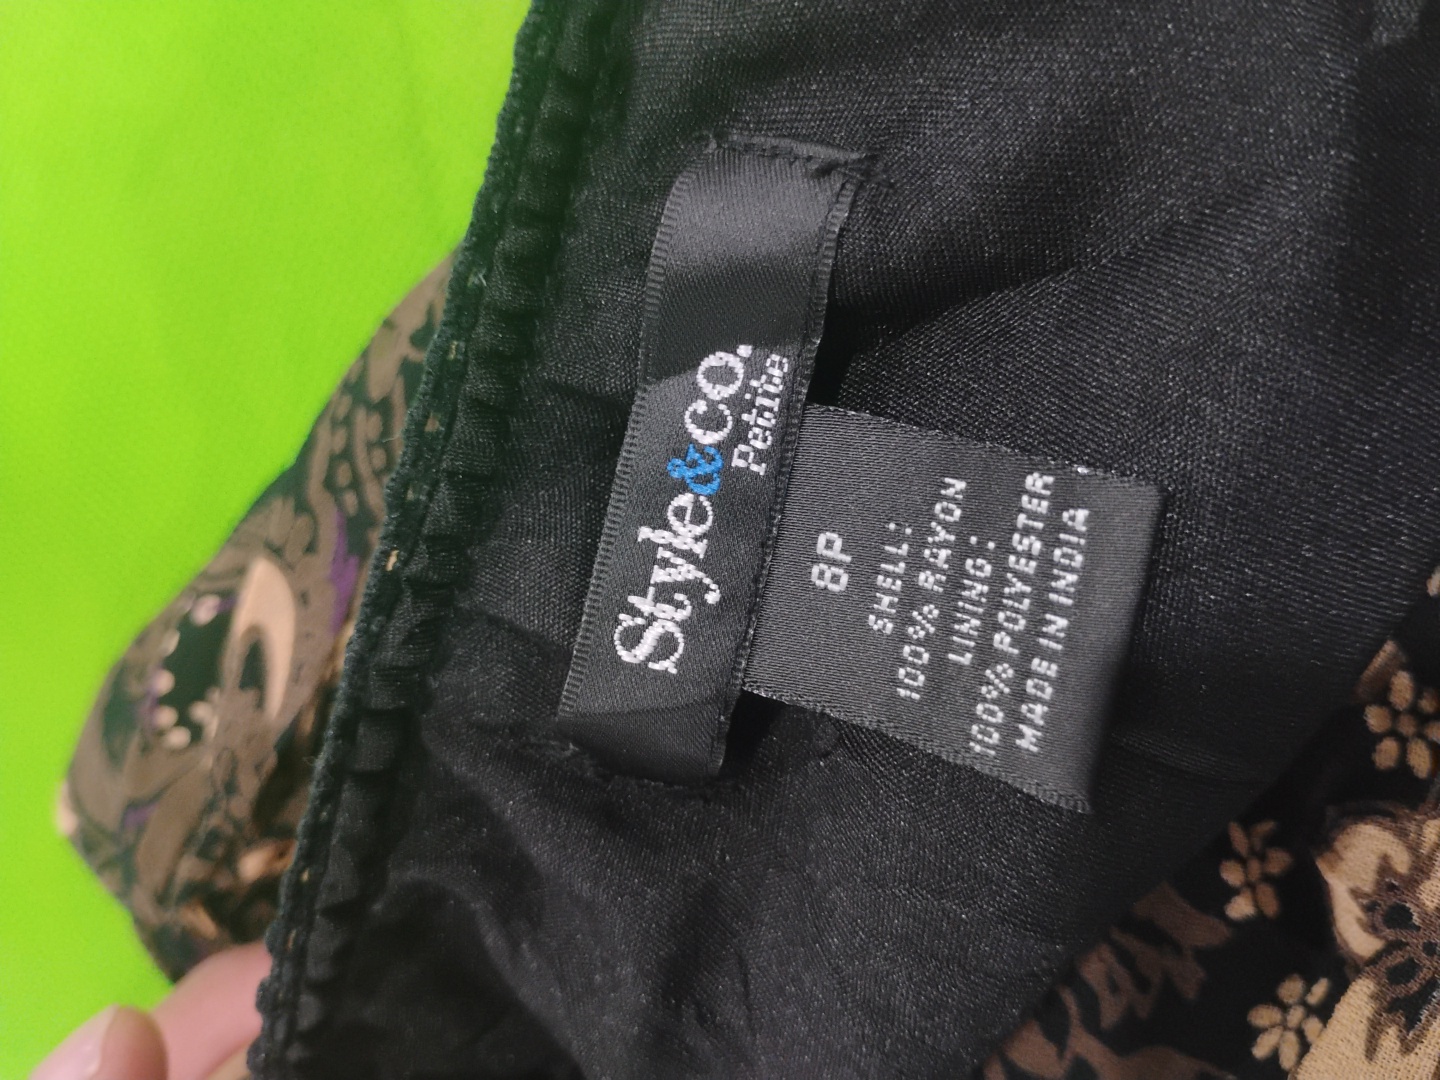 Style&co.
Petite
8P
SHELL:
100% RAYON
LINING:
100% POLYESTER
MADE IN INDIA